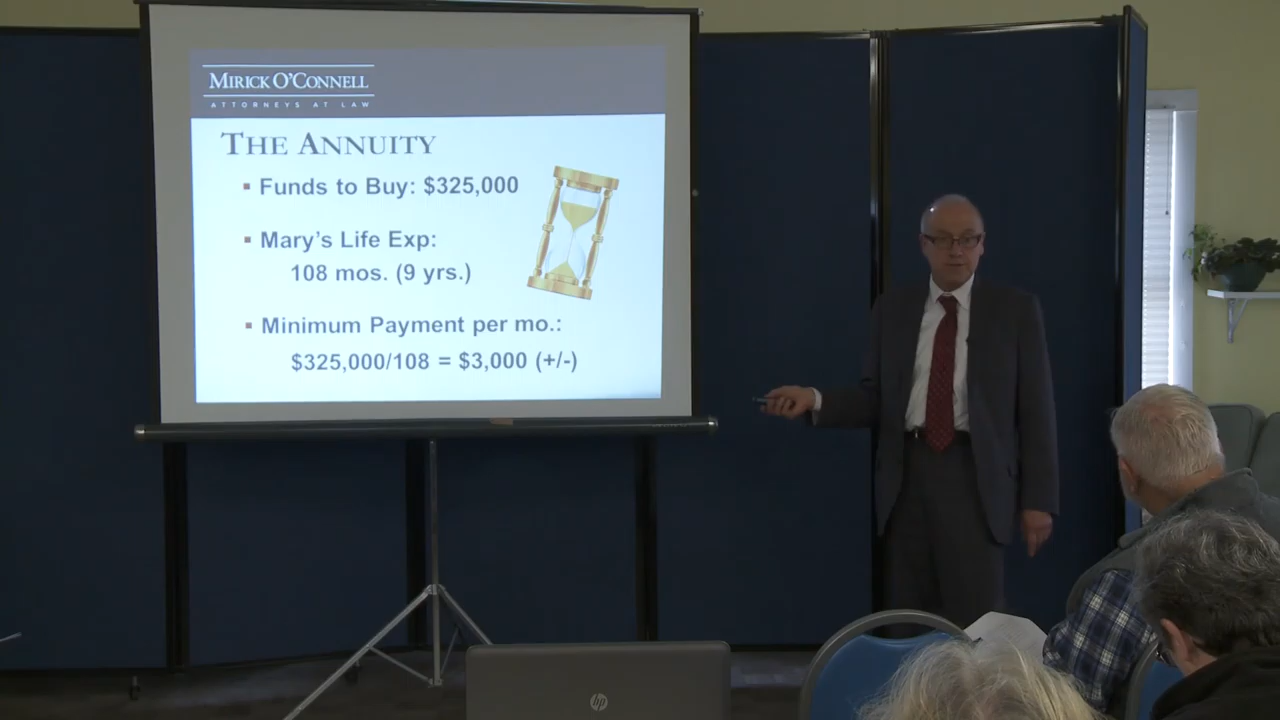 MIRICK O'CONNELL
ATTORNEYS AT LAW
THE ANNUITY
▪ Funds to Buy: $325,000
▪ Mary's Life Exp:
108 mos. (9 yrs.)
▪ Minimum Payment per mo.:
$325,000/108 = $3,000 (+/-)
hp